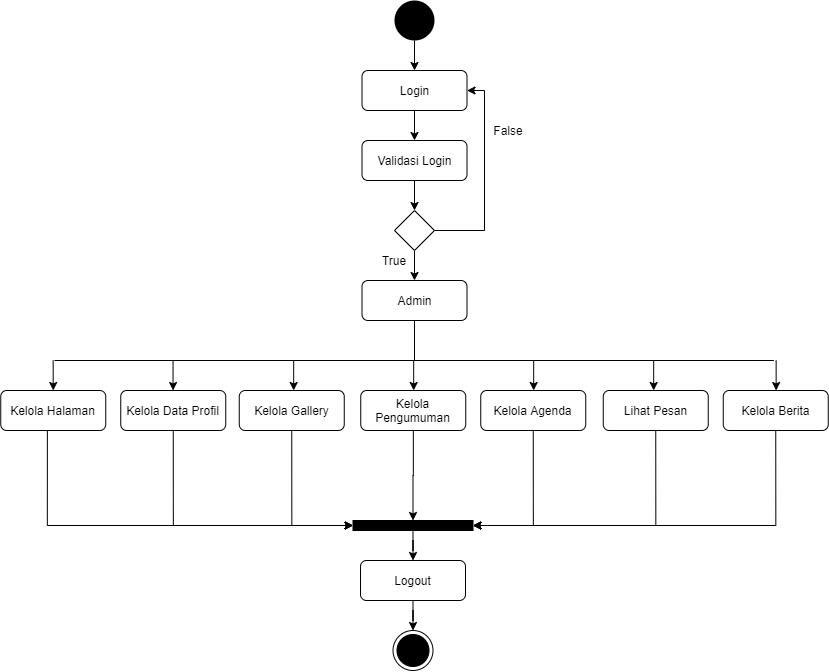 Login
False
Validasi Login
True
Admin
Kelola Halaman
Kelola Data Profil
Kelola Gallery
Kelola
Pengumuman
Kelola Agenda
Lihat Pesan
Kelola Berita
Logout